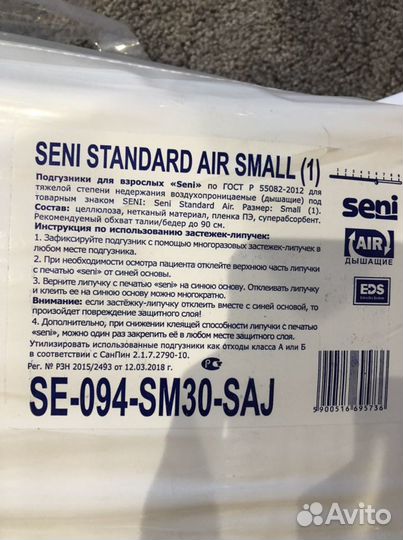 SENI STANDARD AIR SMALL (1)
Подгузники для взрослых «Seni» по ГОСТ Р 55082-2012 для
тяжелой степени недержания воздухопроницаемые (дышащие) под
товарным знаком SENI: Seni Standard Air. Размер: Small (1).
Состав: целлюлоза, нетканый материал, пленка ПЭ, суперабсорбент.
Рекомендуемый обхват талии/бедер до 90 см.
Инструкция по использованию застежек-липучек:
1. Зафиксируйте подгузник с помощью многоразовых застежек-липучек в
любом месте подгузника.
2. При необходимости осмотра пациента отклейте верхнюю часть липучки
с печатью «seni» от синей основы.
3. Верните липучку с печатью «seni» на синюю основу. Отклеивать липучку
и клеить ее на синюю основу можно многократно.
Внимание: если застёжку-липучку отклеить вместе с синей основой, то
произойдет повреждение защитного слоя!
4. Дополнительно, при снижении клеящей способности липучки с печатью
«seni», можно один раз закрепить её в любом месте защитного слоя.
Утилизировать использованные подгузники как отходы класса А или Б
в соответствии с СанПин 2.1.7.2790-10.
Рег. № РЗН 2015/2493 от 12.03.2018 г.
SE-094-SM30-SAJ
seni
AIR
ДЫШАЩИЕ
EDS
5900516695736
Avito